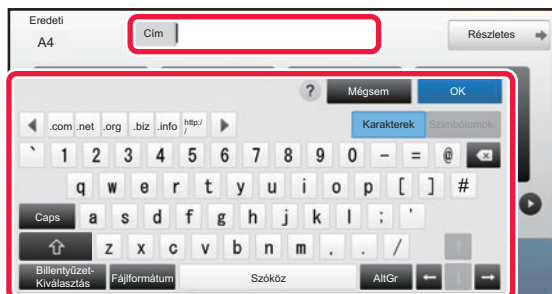 Eredeti
A4
Cím
Részletes
? Mégsem OK
.com .net .org .biz .info http:/
/
Karakterek Szimbólumok
` 1 2 3 4 5 6 7 8 9 0 - = @
q w e r t y u i o p [ ] #
Caps a s d f g h j k l ; '
z x c v b n m , . /
Billentyűzet-
Kiválasztás Fájlformátum Szóköz AltGr